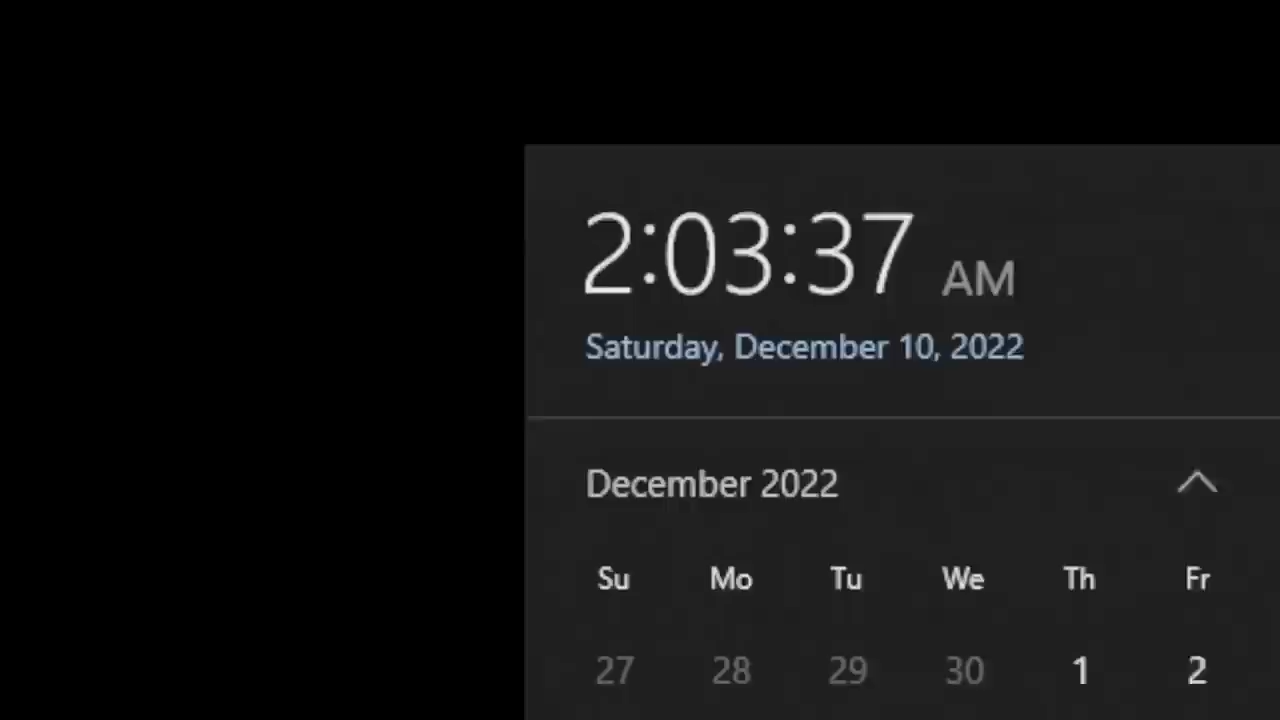 2:03:37 AM
Saturday, December 10, 2022
December 2022
Su Mo Tu We Th Fr
27 28 29 30 1 2